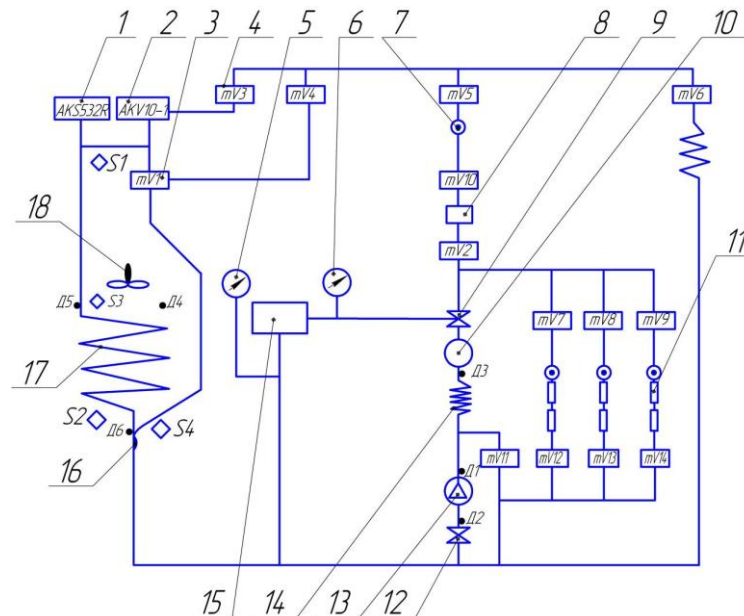 1 2 3 4 5 6 7 8 9 10
AKS532R AKV10-1 mV3 mV4 mV5 mV6
S1
mV1 mV10
18
mV2
11
Д5 S3 Д4
mV7 mV8 mV9
17
Д3
S2 Д6 S4
mV11 mV12 mV13 mV14
16
Д1
Д2
15 14 13 12